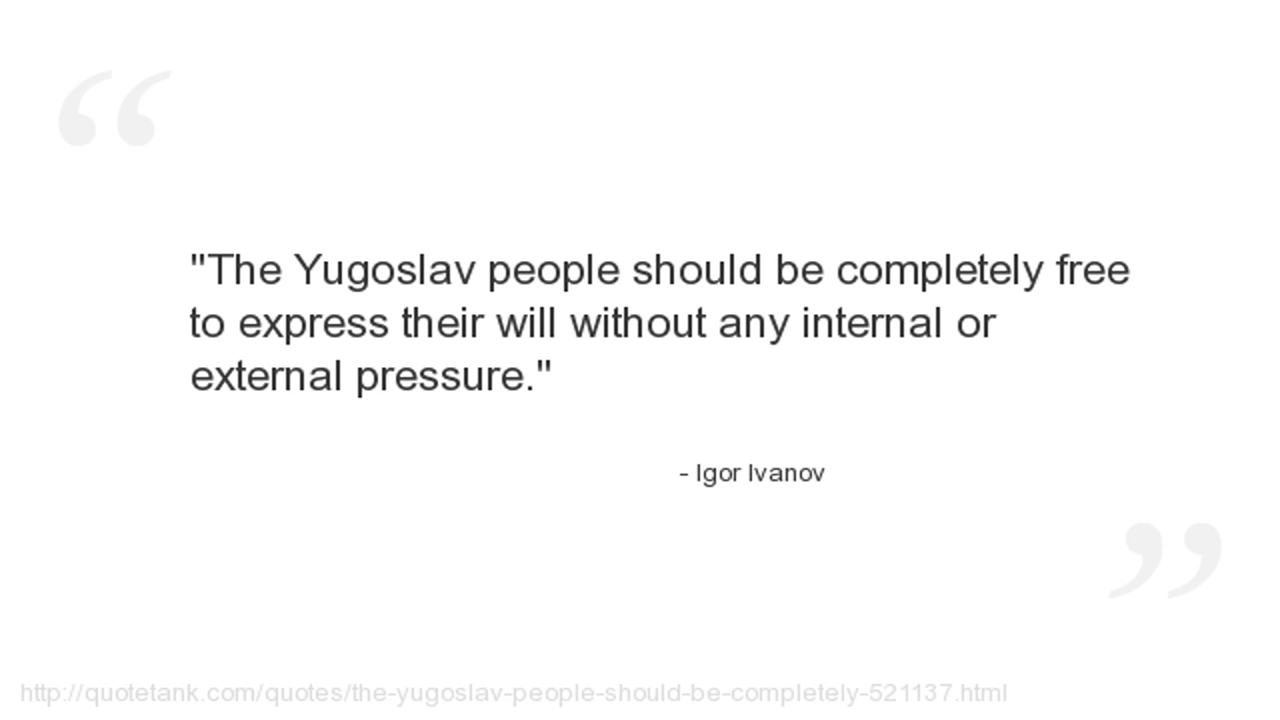 "The Yugoslav people should be completely free
to express their will without any internal or
external pressure."
- Igor Ivanov
http://quotetank.com/quotes/the-yugoslav-people-should-be-completely-521137.html